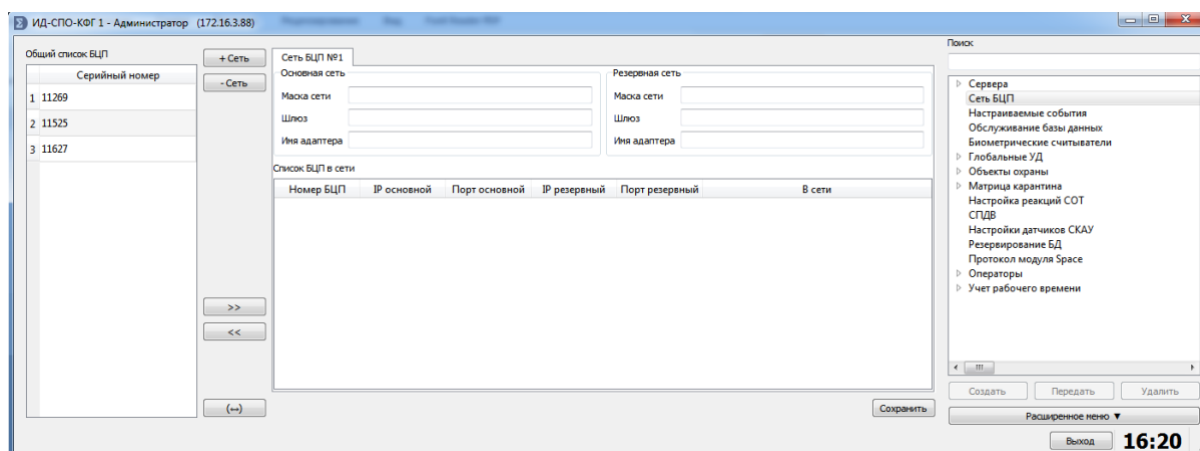 ИД-СПО-КФГ 1 - Администратор (172.16.3.88)
Общий список БЦП
Серийный номер
1 11269
2 11525
3 11627
+ Сеть
- Сеть
>>
<<
(↔)
Сеть БЦП №1
Основная сеть
Маска сети
Шлюз
Имя адаптера
Резервная сеть
Маска сети
Шлюз
Имя адаптера
Список БЦП в сети
Номер БЦП IP основной Порт основной IP резервный Порт резервный В сети
Сохранить
Поиск
Сервера
Сеть БЦП
Настраиваемые события
Обслуживание базы данных
Биометрические считыватели
Глобальные УД
Объекты охраны
Матрица карантина
Настройка реакций СОТ
СПДВ
Настройки датчиков СКАУ
Резервирование БД
Протокол модуля Space
Операторы
Учет рабочего времени
Создать Передать Удалить
Расширенное меню ▼
Выход 16:20